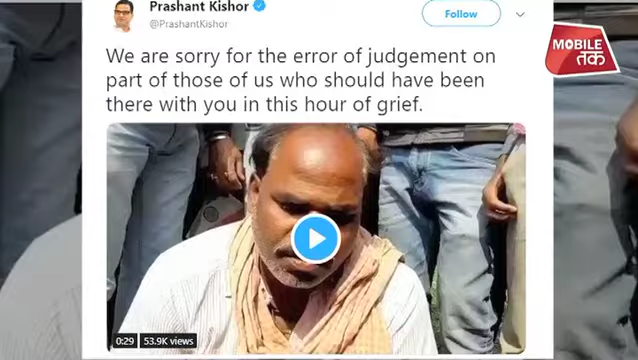 Prashant Kishor
@PrashantKishor
Follow
We are sorry for the error of judgement on
part of those of us who should have been
there with you in this hour of grief.
MOBILE
तक
0:29 53.9K views